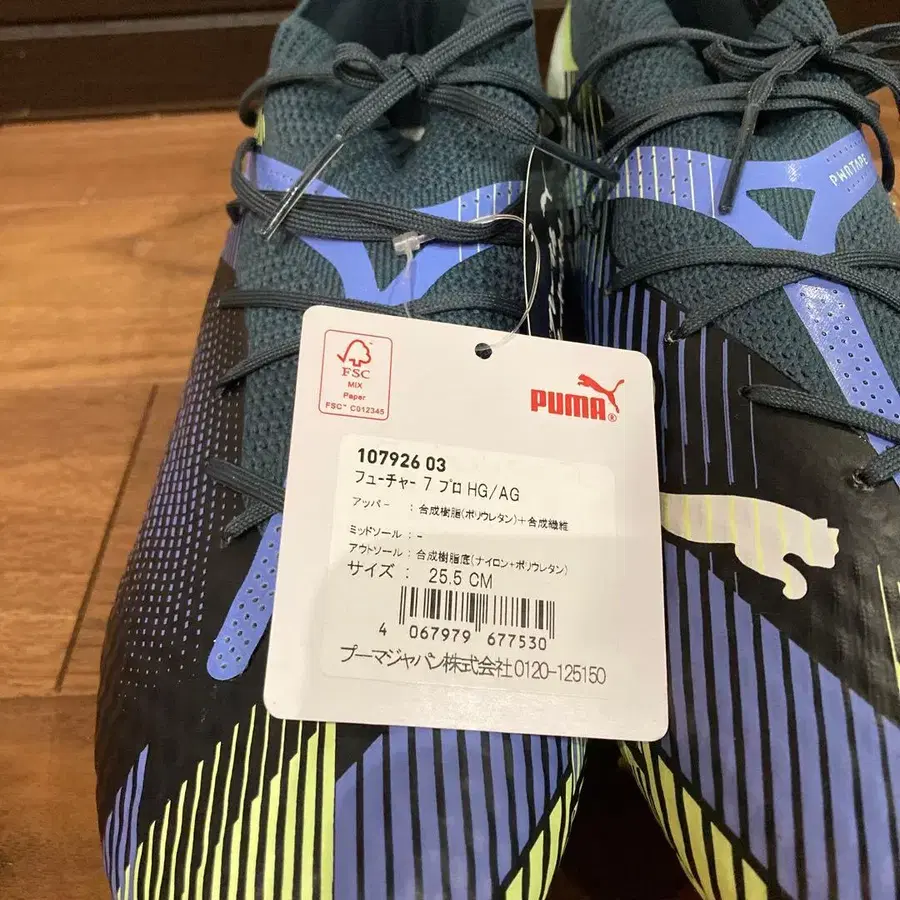 PWRTAPE
FSC
MIX
Paper
FSC™ C012345
PUMA®
107926 03
フューチャー 7 プロ HG/AG
アッパー : 合成樹脂(ポリウレタン)+合成繊維
ミッドソール : -
アウトソール : 合成樹脂底(ナイロン+ポリウレタン)
サイズ : 25.5 CM
4 067979 677530
プーマジャパン株式会社0120-125150